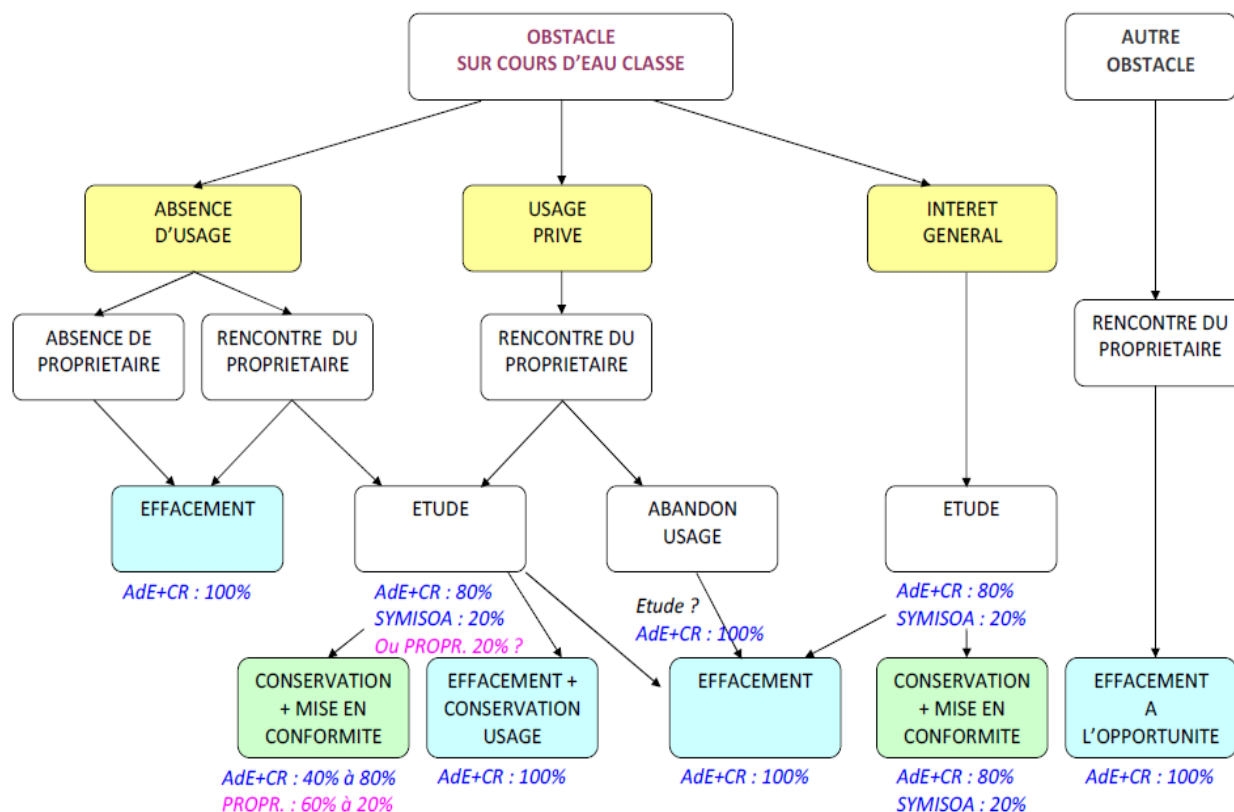 OBSTACLE
SUR COURS D'EAU CLASSE
AUTRE
OBSTACLE
ABSENCE
D'USAGE
USAGE
PRIVE
INTERET
GENERAL
ABSENCE DE
PROPRIETAIRE
RENCONTRE DU
PROPRIETAIRE
RENCONTRE DU
PROPRIETAIRE
RENCONTRE DU
PROPRIETAIRE
EFFACEMENT
ETUDE
ABANDON
USAGE
ETUDE
AdE+CR : 100%
AdE+CR : 80%
SYMISOA : 20%
Ou PROPR. 20% ?
Etude ?
AdE+CR : 100%
AdE+CR : 80%
SYMISOA : 20%
CONSERVATION
+ MISE EN
CONFORMITE
EFFACEMENT +
CONSERVATION
USAGE
EFFACEMENT
CONSERVATION
+ MISE EN
CONFORMITE
EFFACEMENT
A
L'OPPORTUNITE
AdE+CR : 40% à 80%
PROPR. : 60% à 20%
AdE+CR : 100%
AdE+CR : 100%
AdE+CR : 80%
SYMISOA : 20%
AdE+CR : 100%